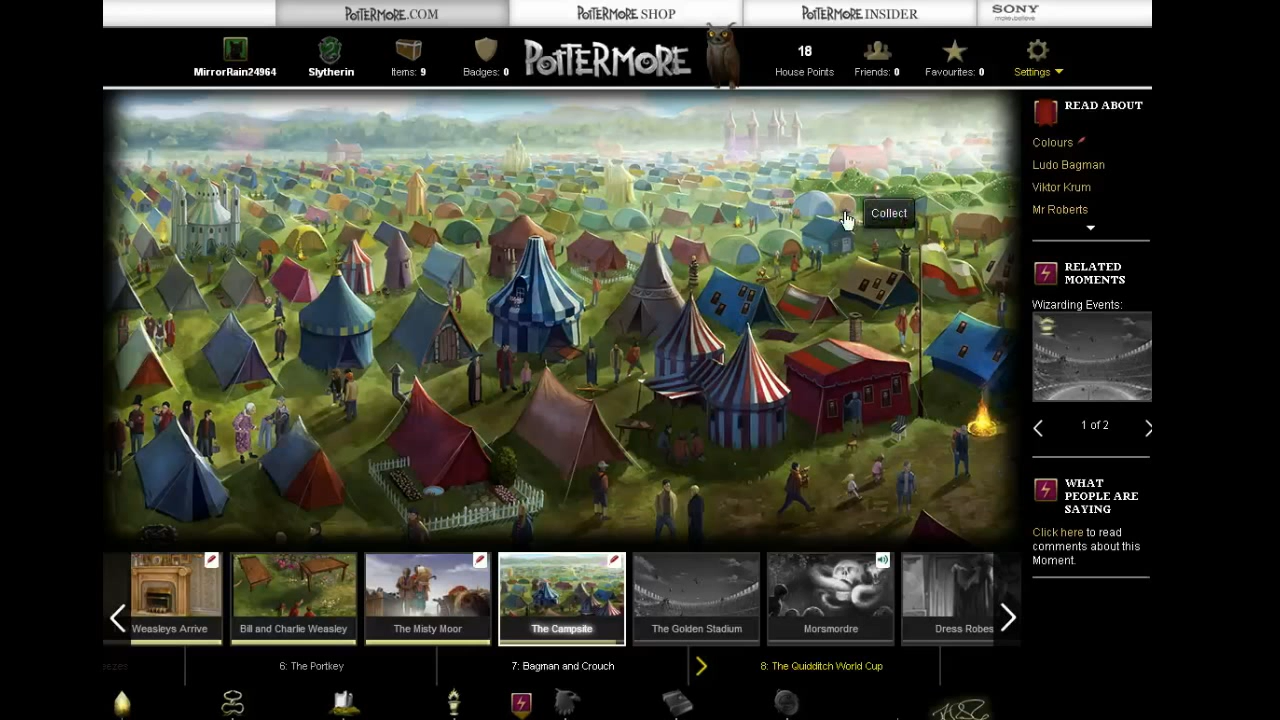 POTTERMORE.COM
POTTERMORE SHOP
POTTERMORE INSIDER
SONY
make.believe
MirrorRain24964
Slytherin
Items: 9
Badges: 0
POTTERMORE
18
House Points
Friends: 0
Favourites: 0
Settings
READ ABOUT
Colours
Ludo Bagman
Viktor Krum
Mr Roberts
Collect
RELATED
MOMENTS
Wizarding Events:
1 of 2
WHAT
PEOPLE ARE
SAYING
Click here to read
comments about this
Moment.
Weasleys Arrive
Bill and Charlie Weasley
The Misty Moor
The Campsite
The Golden Stadium
Morsmordre
Dress Robes
6: The Portkey
7: Bagman and Crouch
8: The Quidditch World Cup